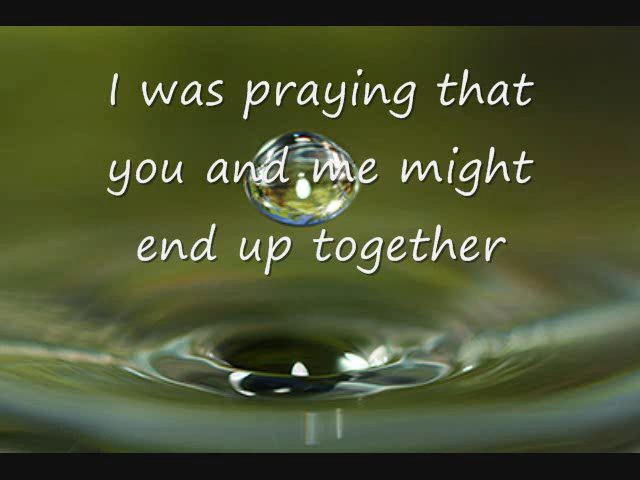 I was praying that
you and me might
end up together